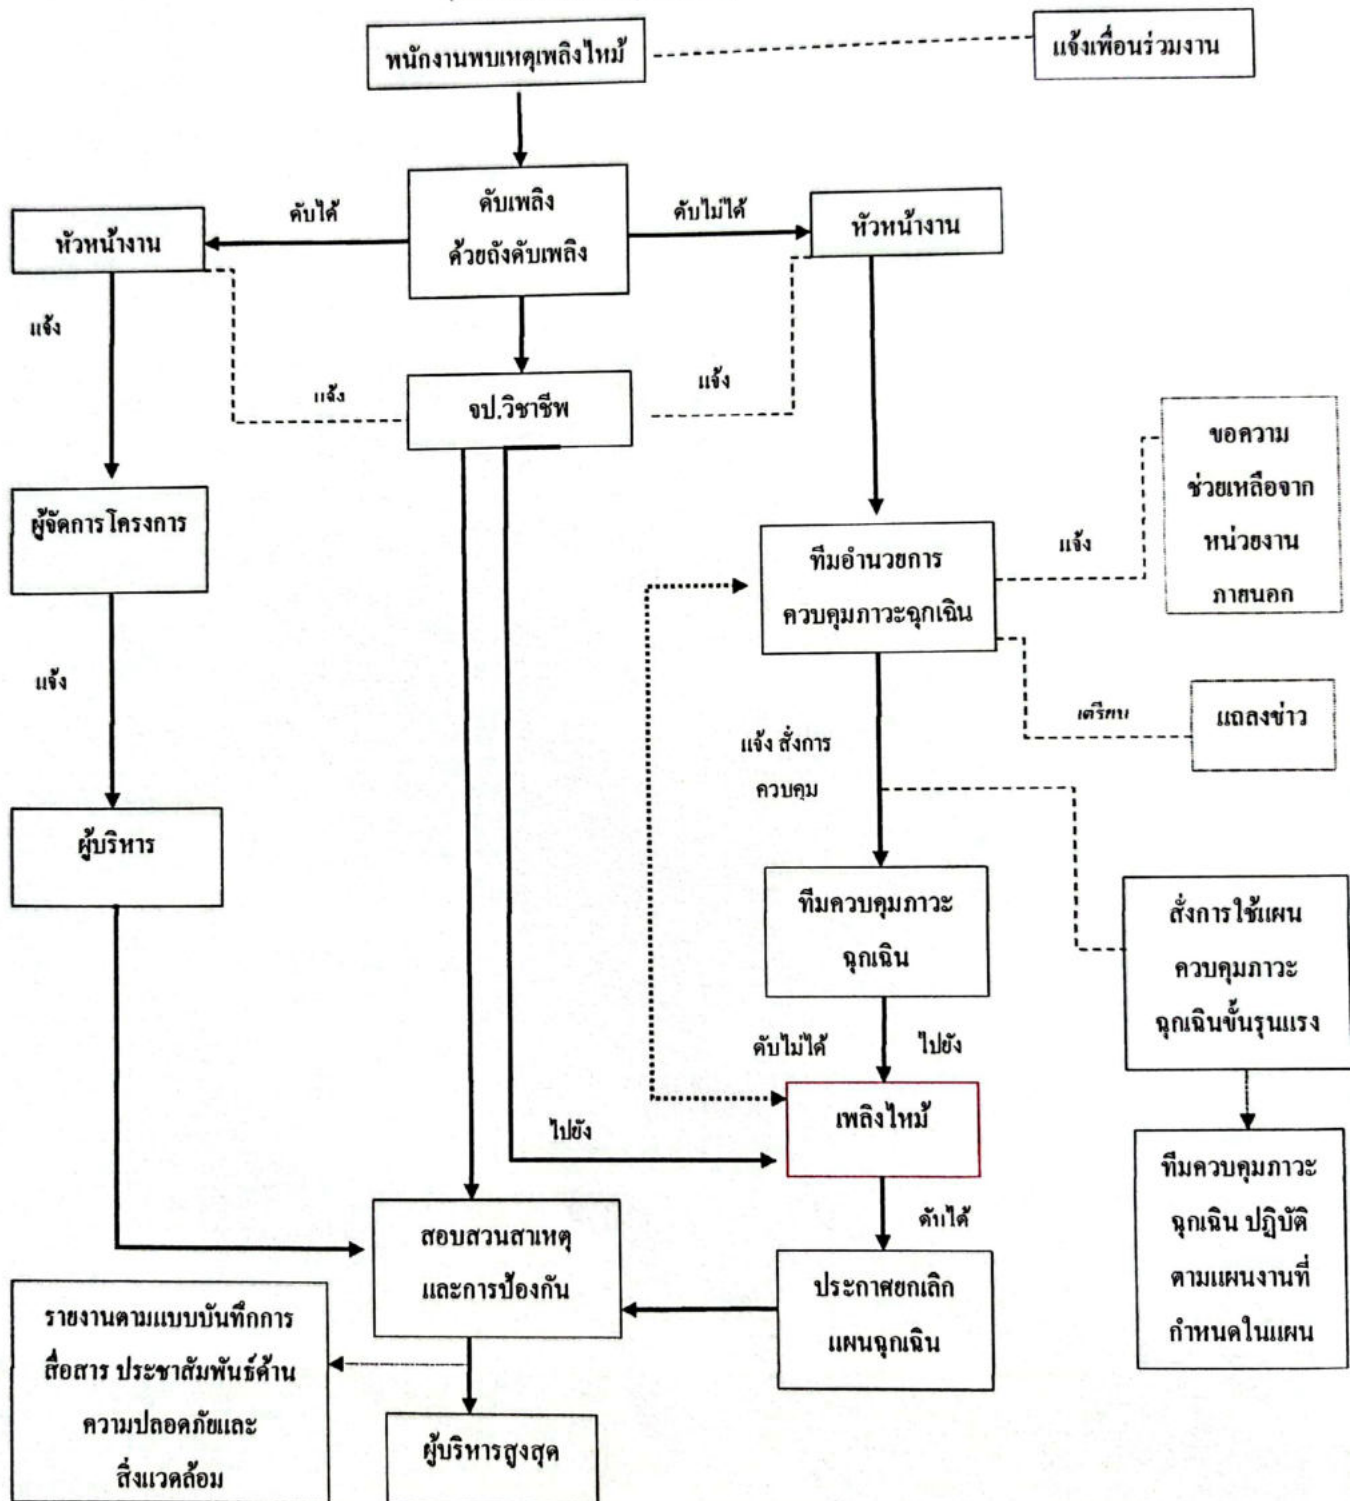 พนักงานพบเหตุเพลิงไหม้
แจ้งเพื่อนร่วมงาน
ดับเพลิง
ด้วยถังดับเพลิง
ดับได้
ดับไม่ได้
หัวหน้างาน
หัวหน้างาน
แจ้ง
แจ้ง
จป.วิชาชีพ
แจ้ง
ขอความ
ช่วยเหลือจาก
หน่วยงาน
ภายนอก
ผู้จัดการโครงการ
ทีมอำนวยการ
ควบคุมภาวะฉุกเฉิน
แจ้ง
แจ้ง
เตรียม
แถลงข่าว
แจ้ง สั่งการ
ควบคุม
ผู้บริหาร
ทีมควบคุมภาวะ
ฉุกเฉิน
สั่งการใช้แผน
ควบคุมภาวะ
ฉุกเฉินขั้นรุนแรง
ดับไม่ได้
ไปยัง
เพลิงไหม้
ไปยัง
ทีมควบคุมภาวะ
ฉุกเฉิน ปฏิบัติ
ตามแผนงานที่
กำหนดในแผน
ดับได้
สอบสวนสาเหตุ
และการป้องกัน
ประกาศยกเลิก
แผนฉุกเฉิน
รายงานตามแบบบันทึกการ
สื่อสาร ประชาสัมพันธ์ด้าน
ความปลอดภัยและ
สิ่งแวดล้อม
ผู้บริหารสูงสุด